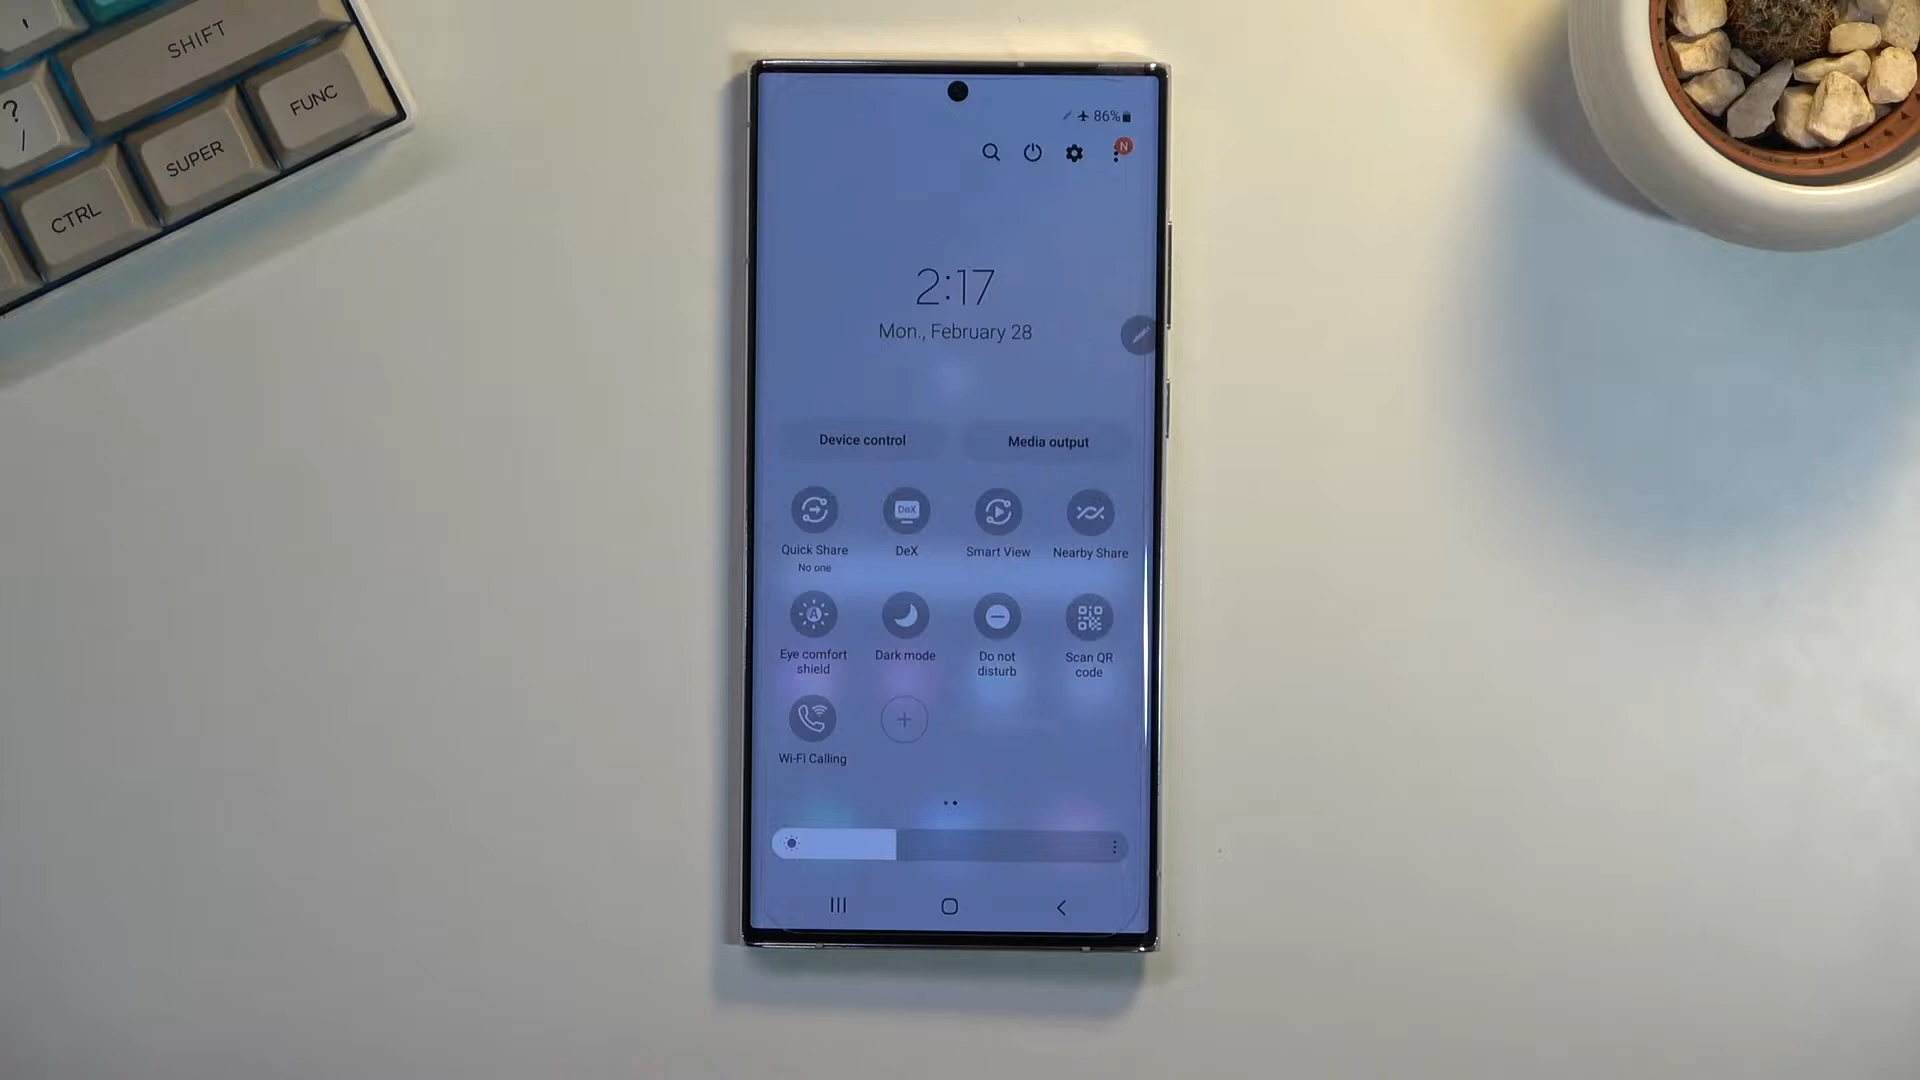 SHIFT
?
/
FUNC
SUPER
CTRL
86%
N
2:17
Mon., February 28
Device control
Media output
DeX
Quick Share
No one
DeX
Smart View
Nearby Share
A
Eye comfort
shield
Dark mode
Do not
disturb
Scan QR
code
Wi-Fi Calling